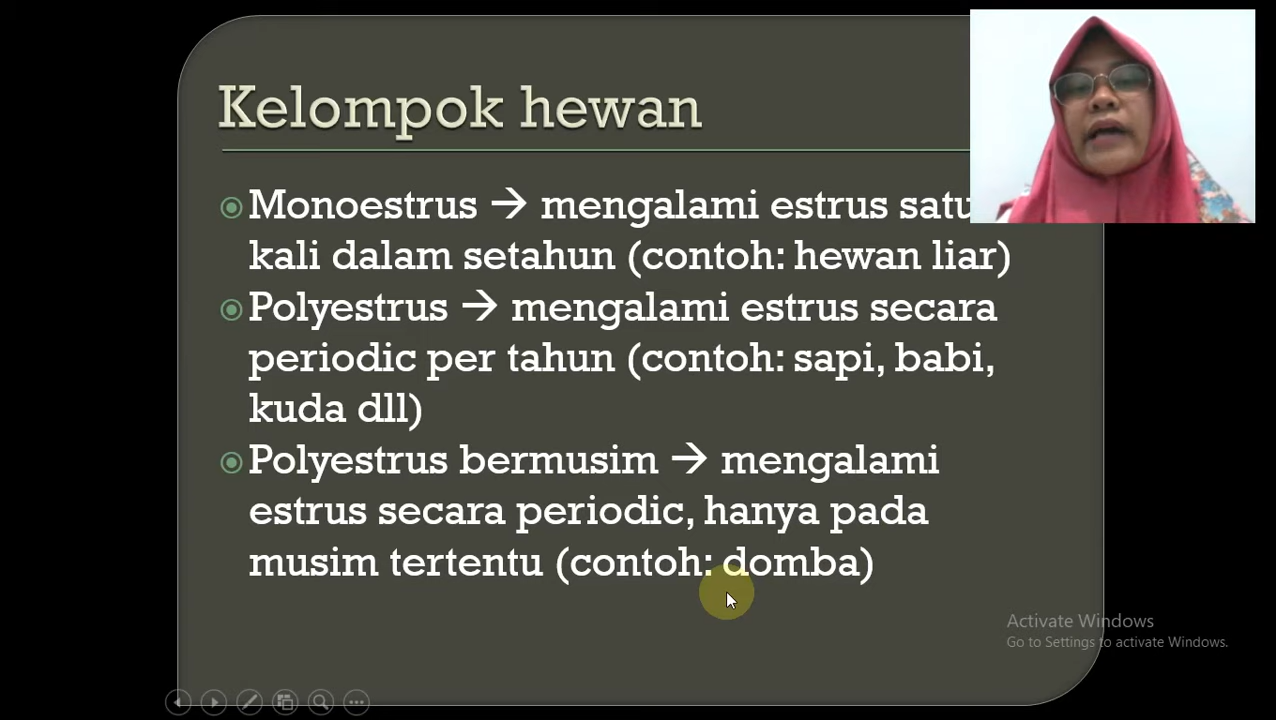 Kelompok hewan
Monoestrus → mengalami estrus satu
kali dalam setahun (contoh: hewan liar)
Polyestrus → mengalami estrus secara
periodic per tahun (contoh: sapi, babi,
kuda dll)
Polyestrus bermusim → mengalami
estrus secara periodic, hanya pada
musim tertentu (contoh: domba)
Activate Windows
Go to Settings to activate Windows.